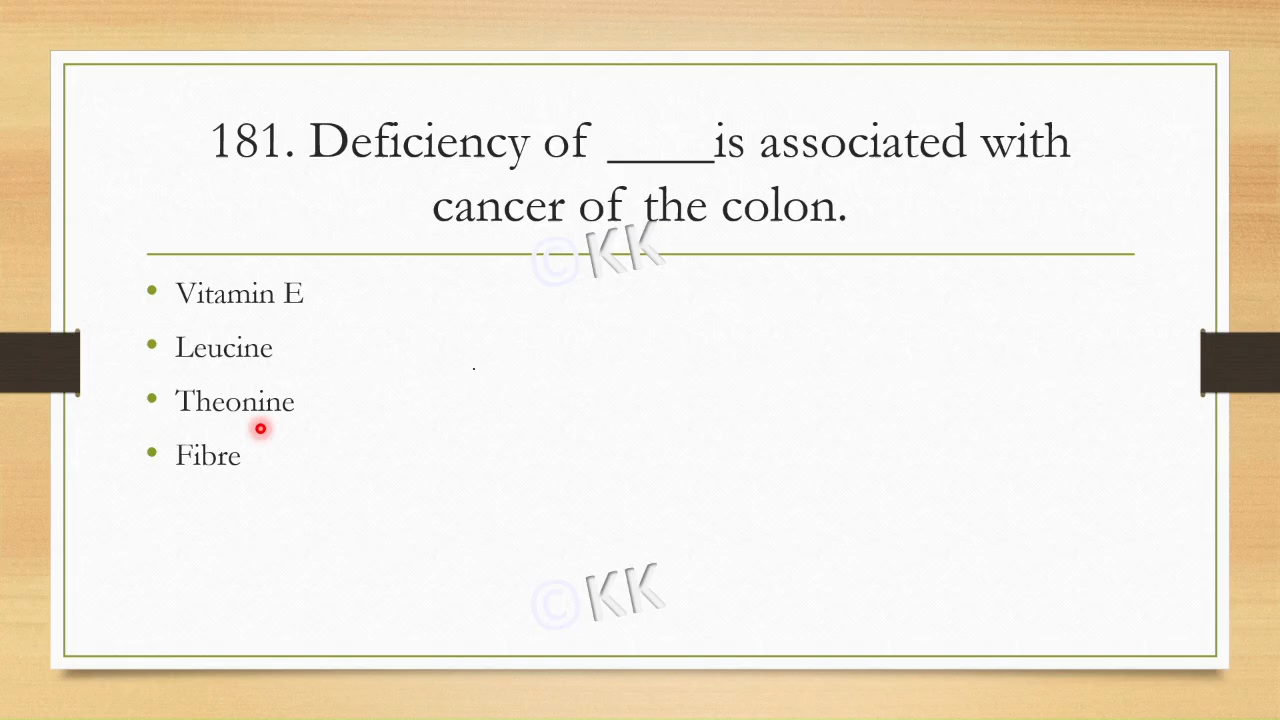 181. Deficiency of ____is associated with
cancer of the colon.
©KK
• Vitamin E
• Leucine
• Theonine
• Fibre
©KK